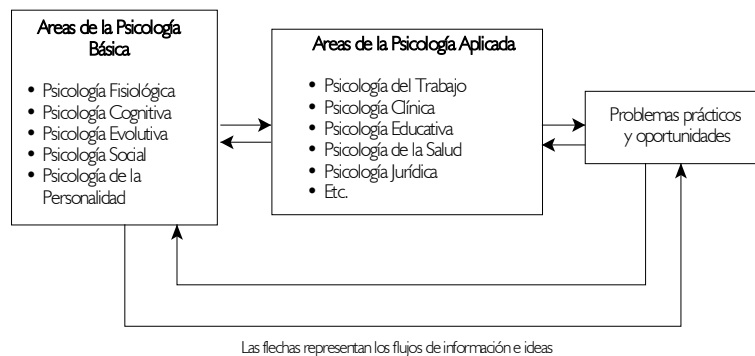 Areas de la Psicología
Básica
• Psicología Fisiológica
• Psicología Cognitiva
• Psicología Evolutiva
• Psicología Social
• Psicología de la
Personalidad
Areas de la Psicología Aplicada
• Psicología del Trabajo
• Psicología Clínica
• Psicología Educativa
• Psicología de la Salud
• Psicología Jurídica
• Etc.
Problemas prácticos
y oportunidades
Las flechas representan los flujos de información e ideas